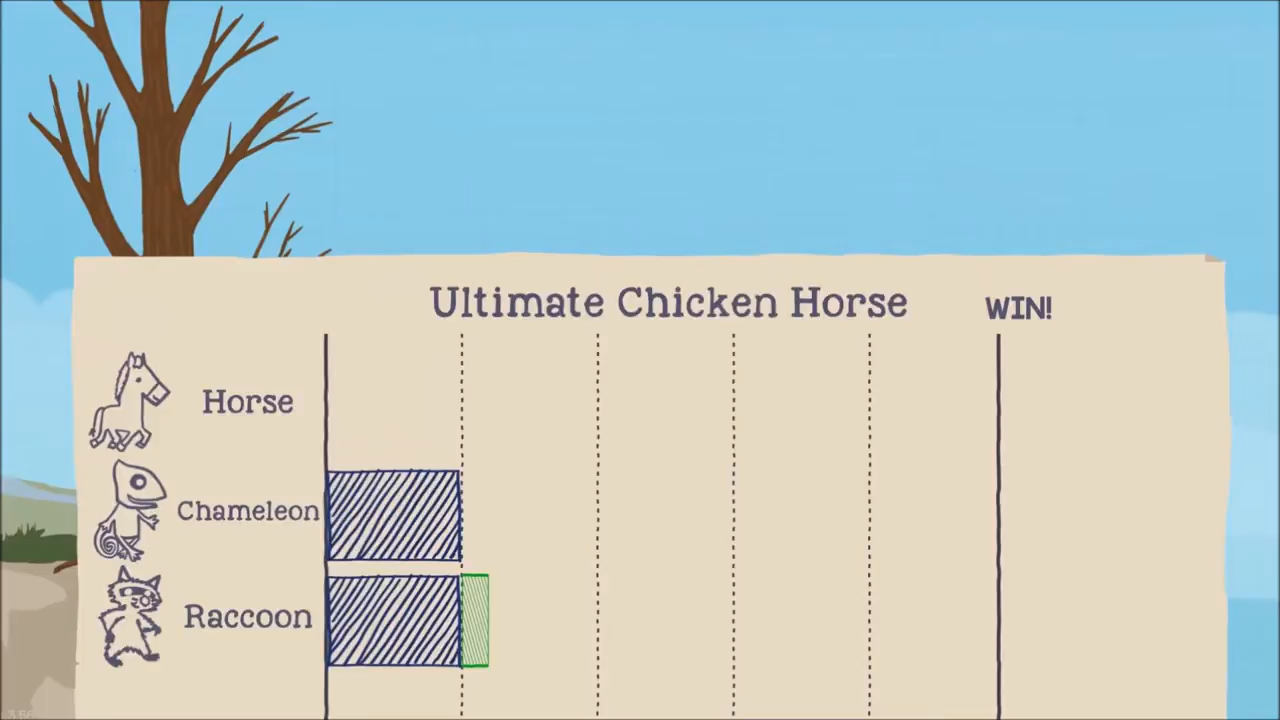 Ultimate Chicken Horse
WIN!
Horse
Chameleon
Raccoon